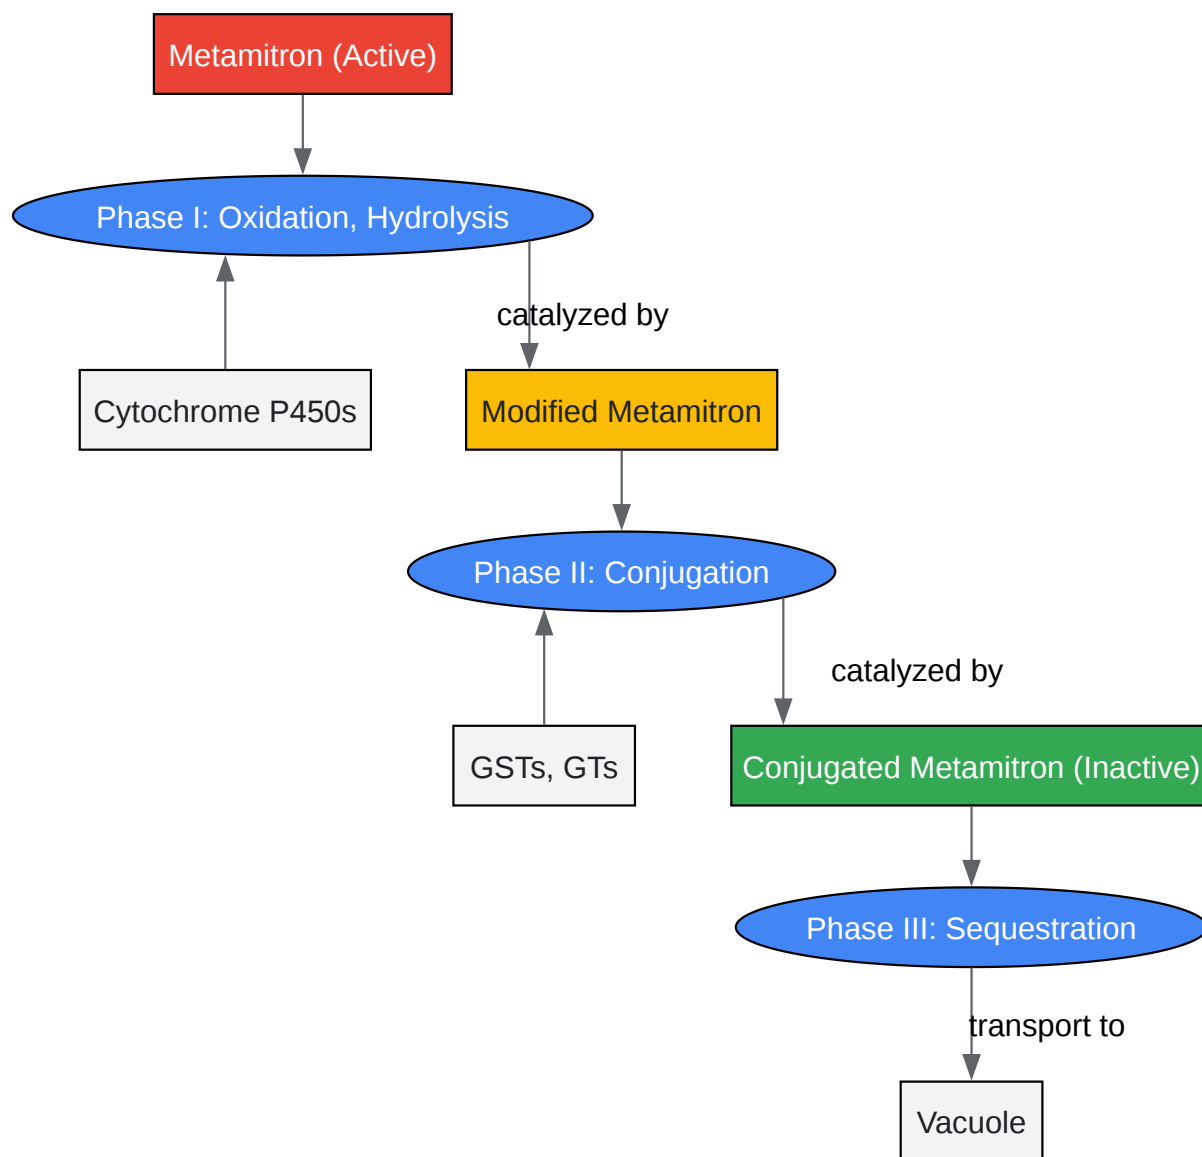 Metamitron (Active)
Phase I: Oxidation, Hydrolysis
catalyzed by
Cytochrome P450s
Modified Metamitron
Phase II: Conjugation
catalyzed by
GSTs, GTs
Conjugated Metamitron (Inactive)
Phase III: Sequestration
transport to
Vacuole